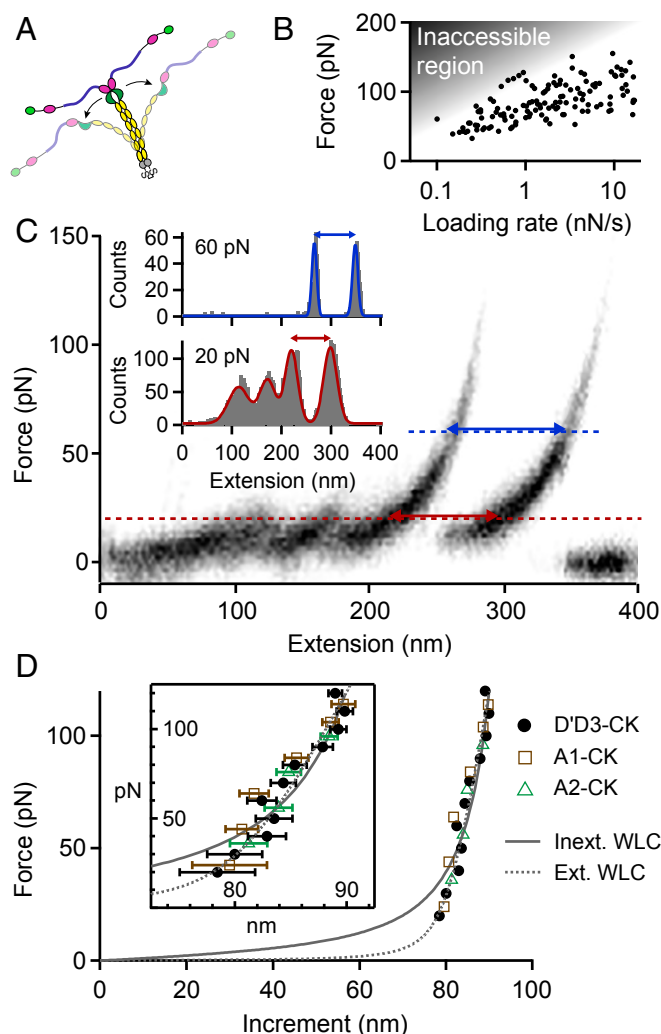 A
B
Force (pN)
200
100
0
Inaccessible
region
0.1
1
10
Loading rate (nN/s)
C
Force (pN)
150
100
50
0
Counts
60
40
20
0
60 pN
Counts
100
50
0
20 pN
0
100
200
300
400
Extension (nm)
0
100
200
300
400
Extension (nm)
D
Force (pN)
100
50
0
pN
100
50
0
80
90
nm
D'D3-CK
A1-CK
A2-CK
Inext. WLC
Ext. WLC
0
20
40
60
80
100
Increment (nm)